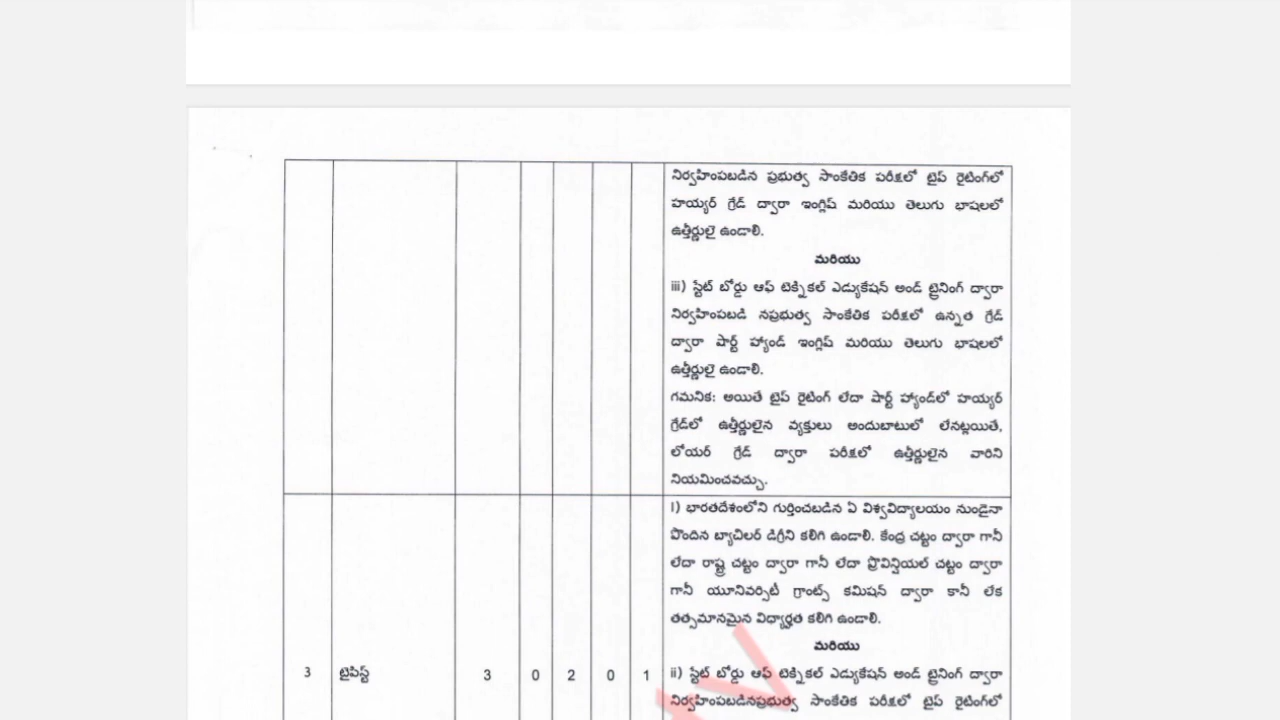 నిర్వహింపబడిన ప్రభుత్వ సాంకేతిక పరీక్షలో టైప్ రైటింగ్‌లో
హయ్యర్ గ్రేడ్ ద్వారా ఇంగ్లిష్ మరియు తెలుగు భాషలలో
ఉత్తీర్ణులై ఉండాలి.
మరియు
iii) స్టేట్ బోర్డు ఆఫ్ టెక్నికల్ ఎడ్యుకేషన్ అండ్ ట్రైనింగ్ ద్వారా
నిర్వహింపబడి నప్రభుత్వ సాంకేతిక పరీక్షలో ఉన్నత గ్రేడ్
ద్వారా షార్ట్ హ్యాండ్ ఇంగ్లిష్ మరియు తెలుగు భాషలలో
ఉత్తీర్ణులై ఉండాలి.
గమనిక: అయితే టైప్ రైటింగ్ లేదా షార్ట్ హ్యాండ్‌లో హయ్యర్
గ్రేడ్‌లో ఉత్తీర్ణులైన వ్యక్తులు అందుబాటులో లేనట్లయితే,
లోయర్ గ్రేడ్ ద్వారా పరీక్షలో ఉత్తీర్ణులైన వారిని
నియమించవచ్చు.
i) భారతదేశంలోని గుర్తించబడిన ఏ విశ్వవిద్యాలయం నుండైనా
పొందిన బ్యాచిలర్ డిగ్రీని కలిగి ఉండాలి. కేంద్ర చట్టం ద్వారా గానీ
లేదా రాష్ట్ర చట్టం ద్వారా గానీ లేదా ప్రొవిన్షియల్ చట్టం ద్వారా
గానీ యూనివర్సిటీ గ్రాంట్స్ కమిషన్ ద్వారా కానీ లేక
తత్సమానమైన విధ్యార్హత కలిగి ఉండాలి.
మరియు
3 టైపిస్ట్ 3 0 2 0 1 ii) స్టేట్ బోర్డు ఆఫ్ టెక్నికల్ ఎడ్యుకేషన్ అండ్ ట్రైనింగ్ ద్వారా
నిర్వహింపబడినప్రభుత్వ సాంకేతిక పరీక్షలో టైప్ రైటింగ్‌లో